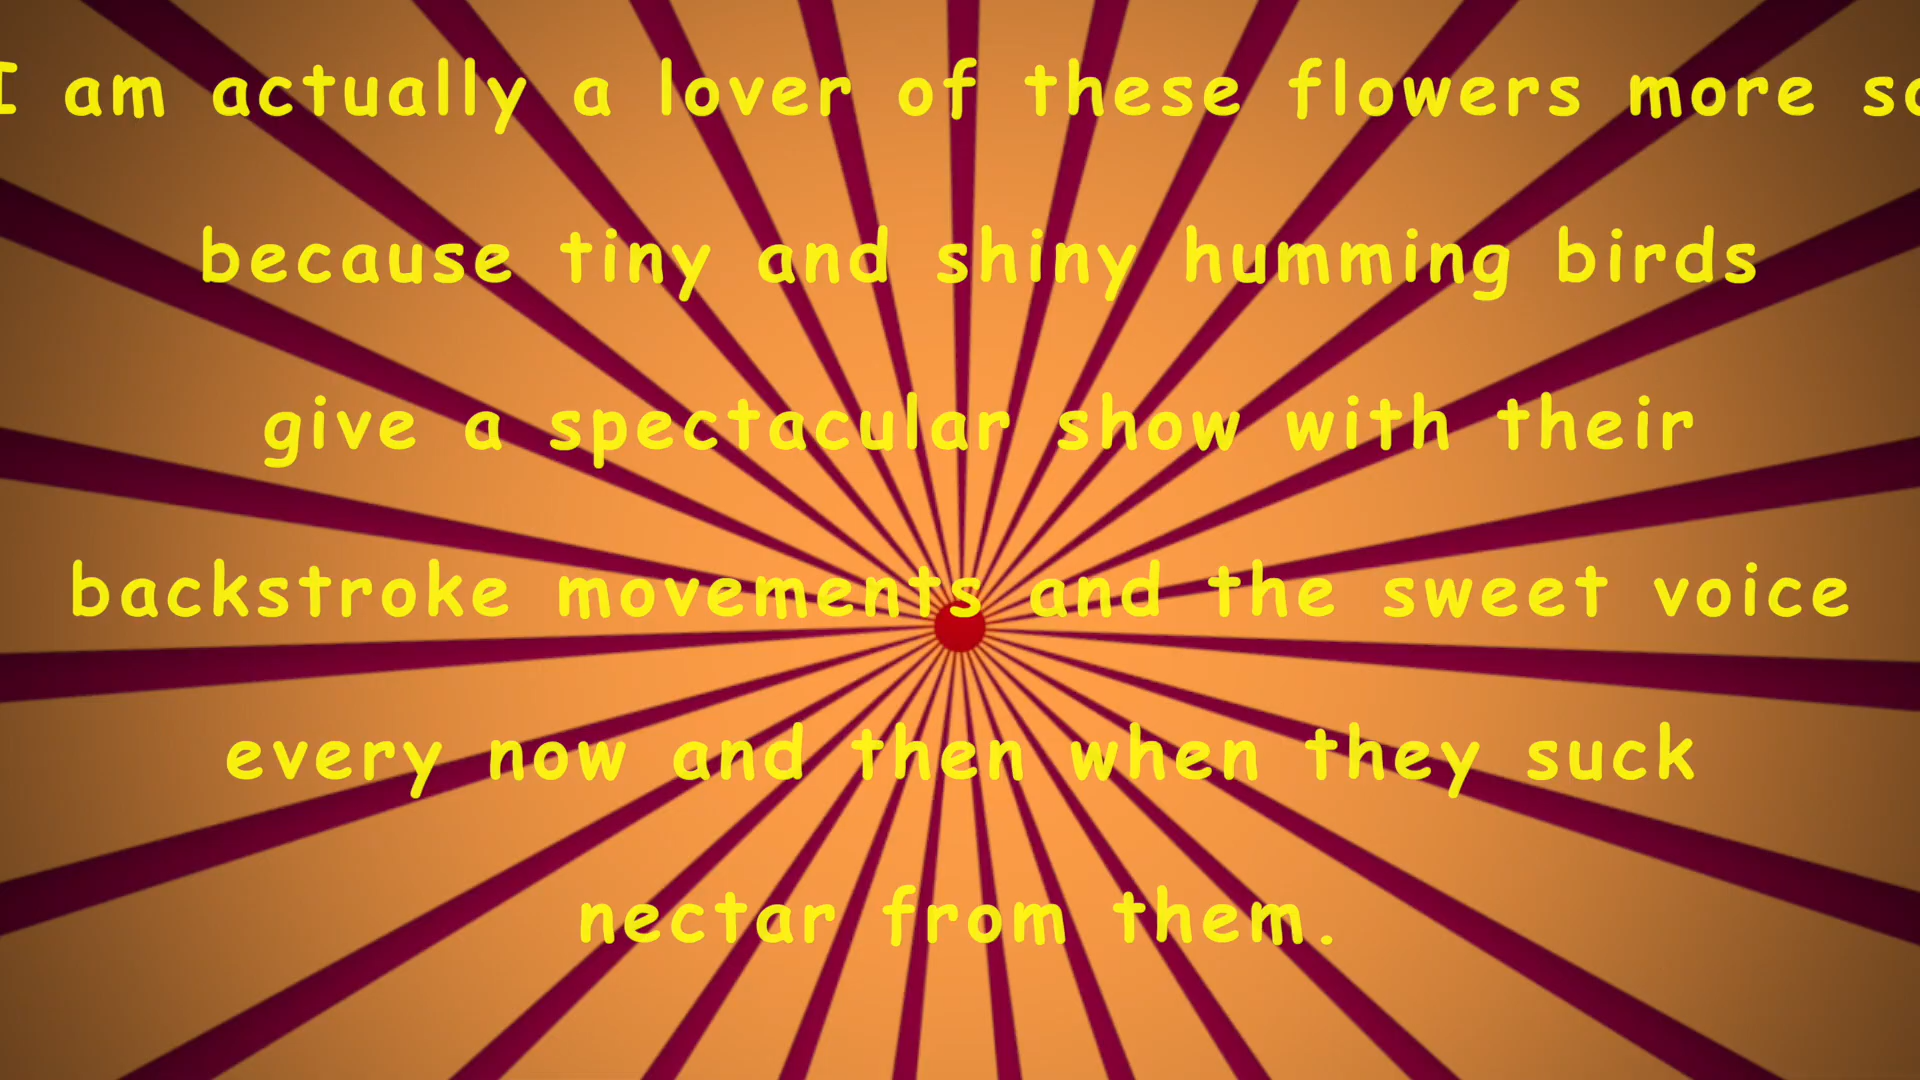 I am actually a lover of these flowers more so
because tiny and shiny humming birds
give a spectacular show with their
backstroke movements and the sweet voice
every now and then when they suck
nectar from them.